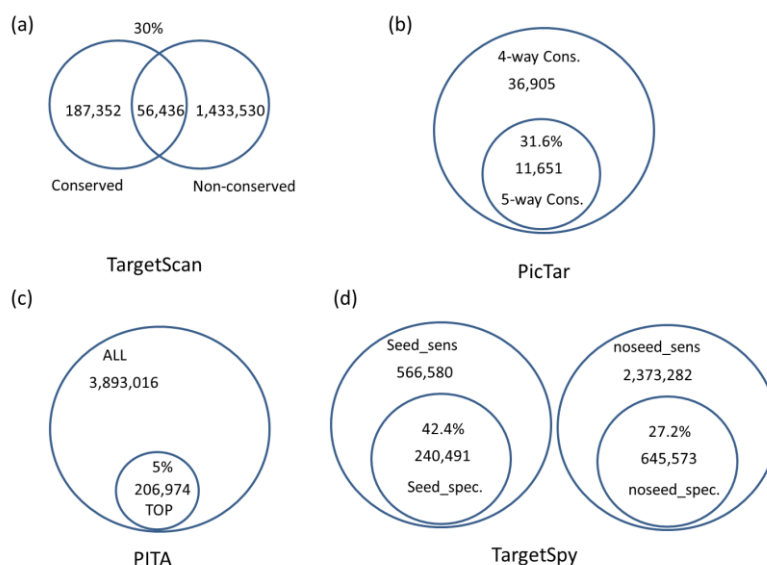 (a)
30%
187,352 56,436 1,433,530
Conserved Non-conserved
TargetScan
(b)
4-way Cons.
36,905
31.6%
11,651
5-way Cons.
PicTar
(c)
ALL
3,893,016
5%
206,974
TOP
PITA
(d)
Seed_sens
566,580
42.4%
240,491
Seed_spec.
noseed_sens
2,373,282
27.2%
645,573
noseed_spec.
TargetSpy